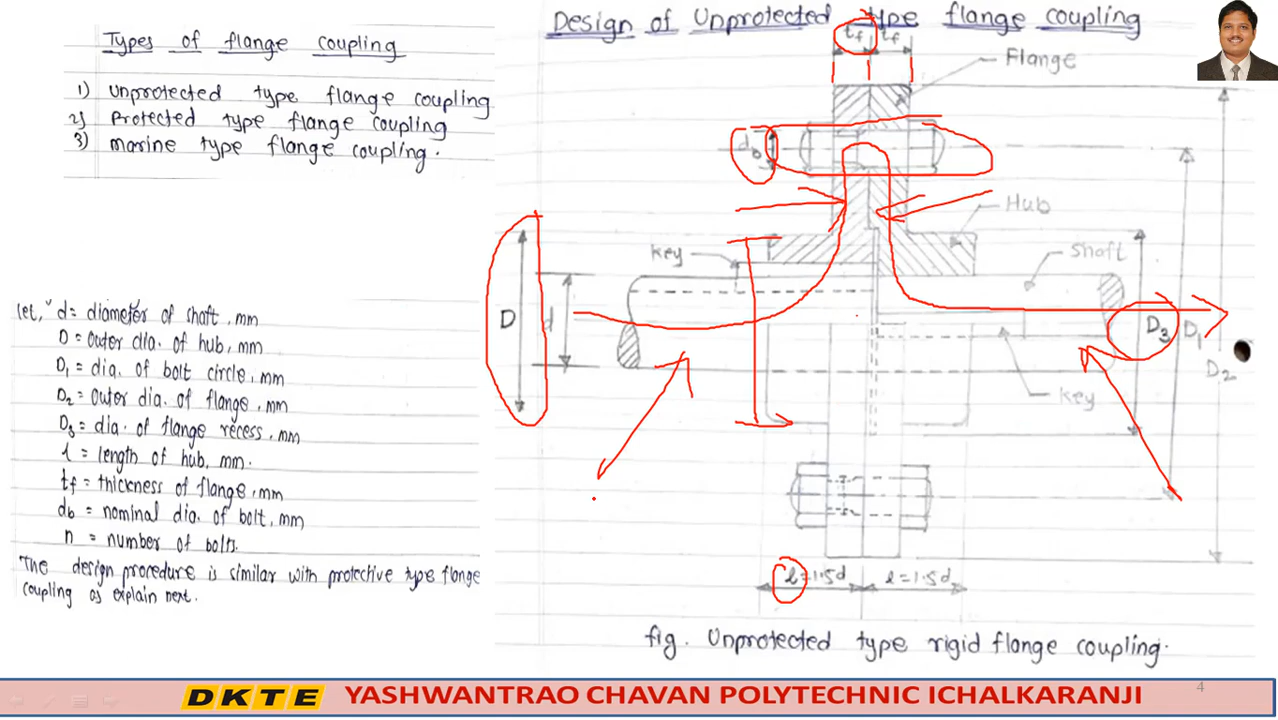 Types of flange coupling
1) Unprotected type flange coupling
2) Protected type flange coupling
3) marine type flange coupling.
let, d = diameter of shaft, mm
D = Outer dia. of hub, mm
D₁ = dia. of bolt circle, mm
D₂ = Outer dia. of flange, mm
D₃ = dia. of flange recess, mm
l = length of hub, mm.
tf = thickness of flange, mm
db = nominal dia. of bolt, mm
n = number of bolts.
The design procedure is similar with protective type flange
coupling as explain next.
Design of Unprotected type flange coupling
tf tf
Flange
db
Hub
key
Shaft
D
d
D₃ D₁
D₂
key
l = 1.5d l = 1.5d
fig. Unprotected type rigid flange coupling.
4
DKTE YASHWANTRAO CHAVAN POLYTECHNIC ICHALKARANJI